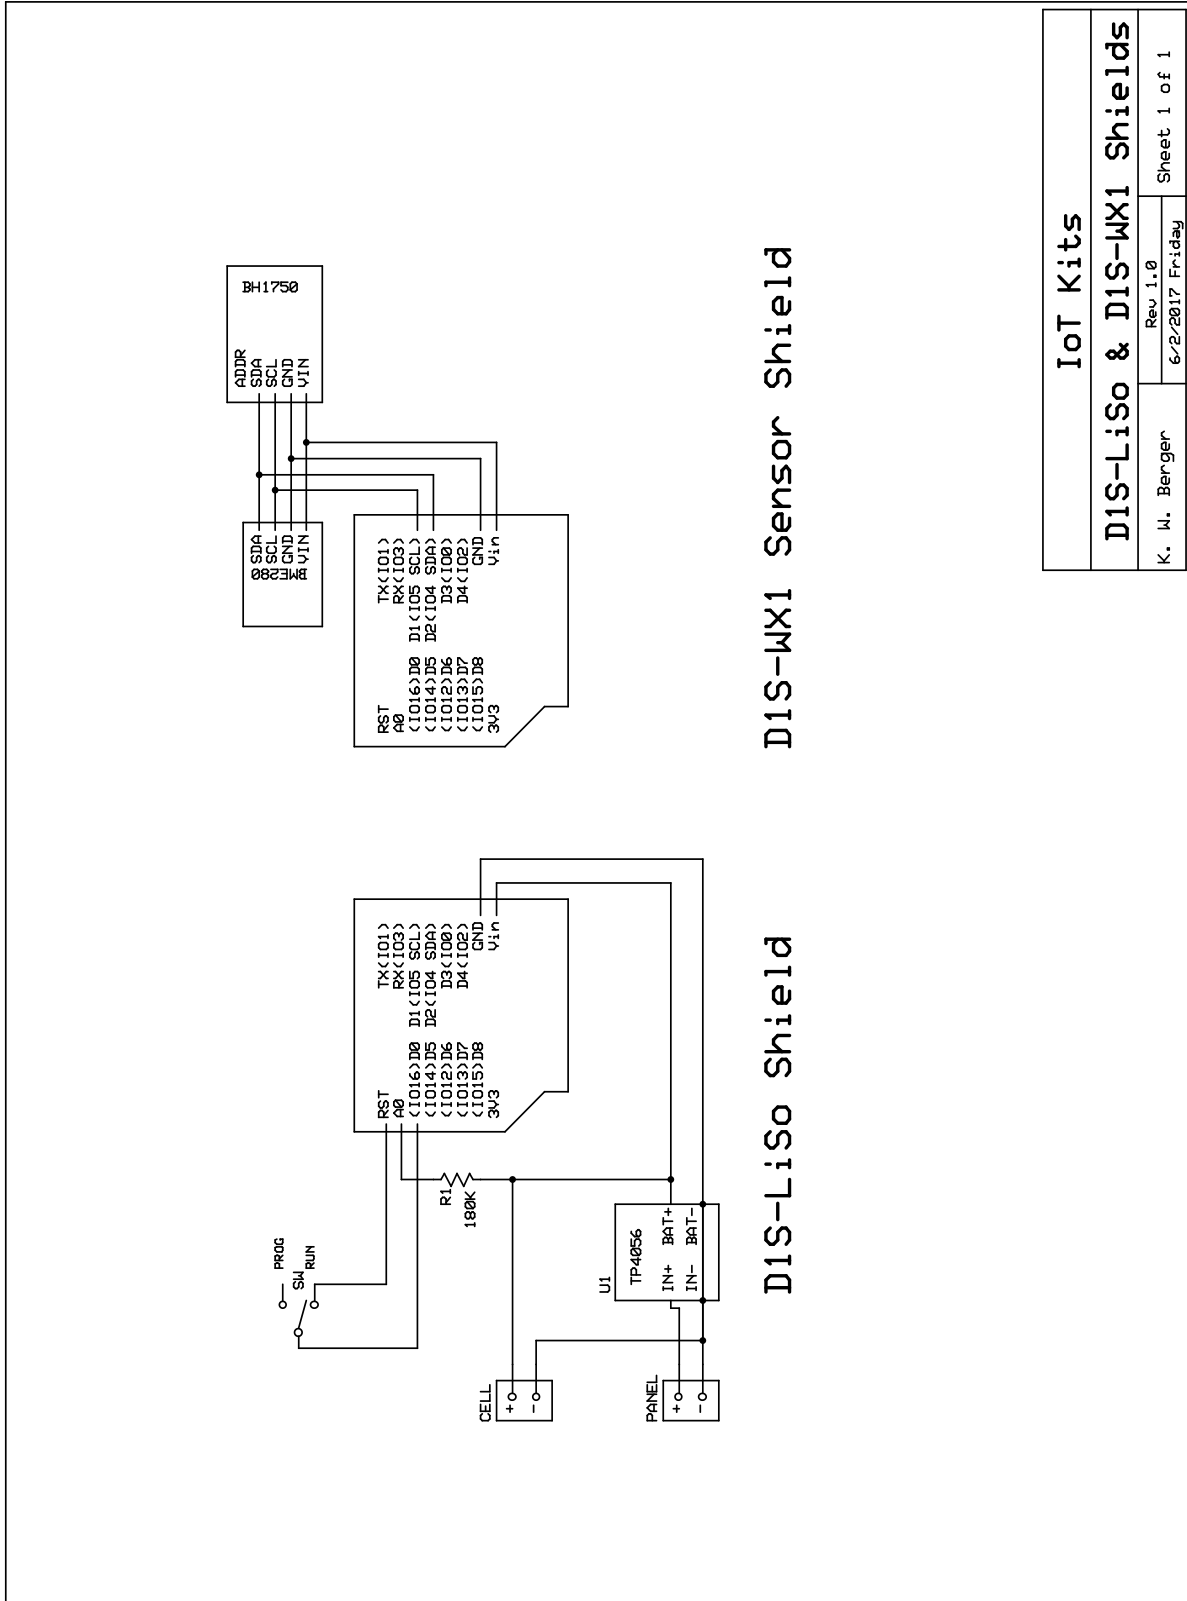 PROG
SW
RUN
RST
A0
(IO16)D0
(IO14)D5
(IO12)D6
(IO13)D7
(IO15)D8
3V3
TX(IO1)
RX(IO3)
D1(IO5 SCL)
D2(IO4 SDA)
D3(IO0)
D4(IO2)
GND
Vin
R1
180K
CELL
+
-
U1
TP4056
IN+ BAT+
IN- BAT-
PANEL
+
-
D1S-LiSo Shield
BH1750
ADDR
SDA
SCL
GND
VIN
SDA
SCL
GND
VIN
BME280
RST
A0
(IO16)D0
(IO14)D5
(IO12)D6
(IO13)D7
(IO15)D8
3V3
TX(IO1)
RX(IO3)
D1(IO5 SCL)
D2(IO4 SDA)
D3(IO0)
D4(IO2)
GND
Vin
D1S-WX1 Sensor Shield
IoT Kits
D1S-LiSo & D1S-WX1 Shields
K. W. Berger
Rev 1.0
6/2/2017 Friday
Sheet 1 of 1